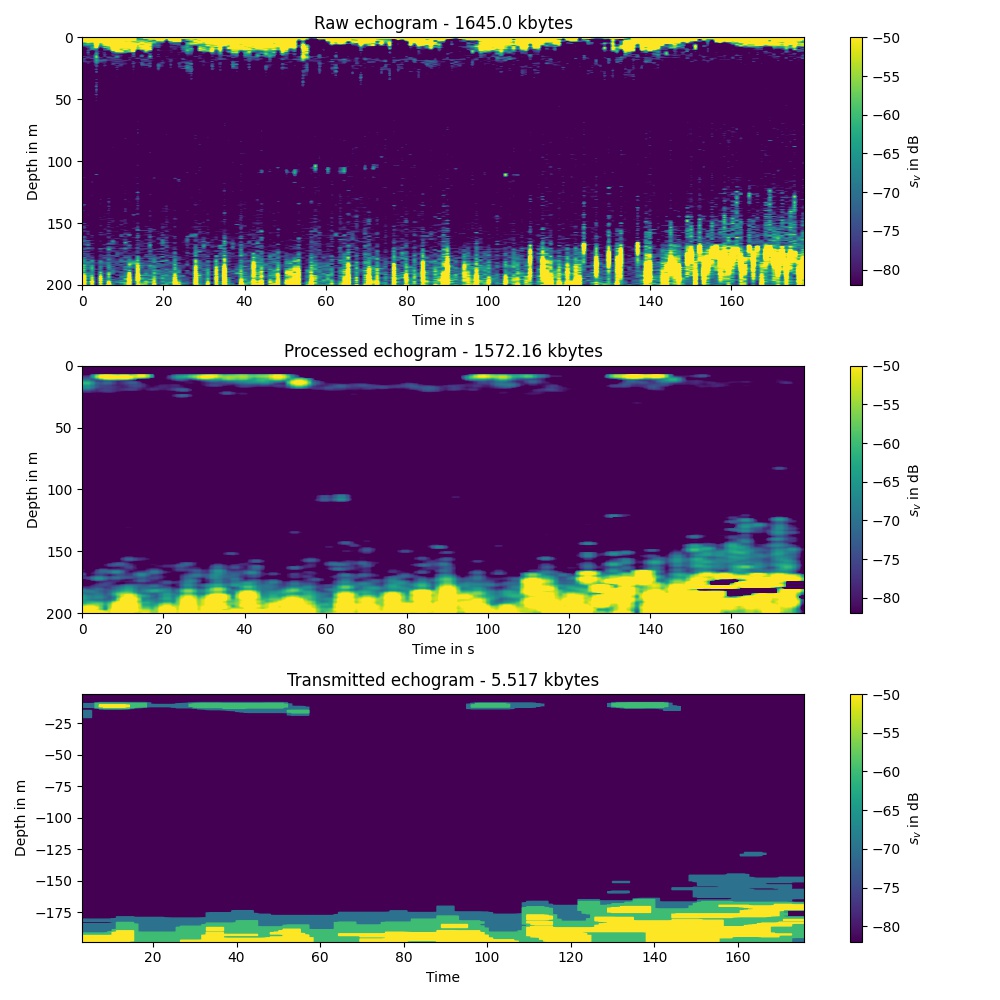 Raw echogram - 1645.0 kbytes
0
50
100
150
200
Depth in m
0 20 40 60 80 100 120 140 160
Time in s
−50
−55
−60
−65
−70
−75
−80
sv in dB
Processed echogram - 1572.16 kbytes
0
50
100
150
200
Depth in m
0 20 40 60 80 100 120 140 160
Time in s
−50
−55
−60
−65
−70
−75
−80
sv in dB
Transmitted echogram - 5.517 kbytes
−25
−50
−75
−100
−125
−150
−175
Depth in m
20 40 60 80 100 120 140 160
Time
−50
−55
−60
−65
−70
−75
−80
sv in dB